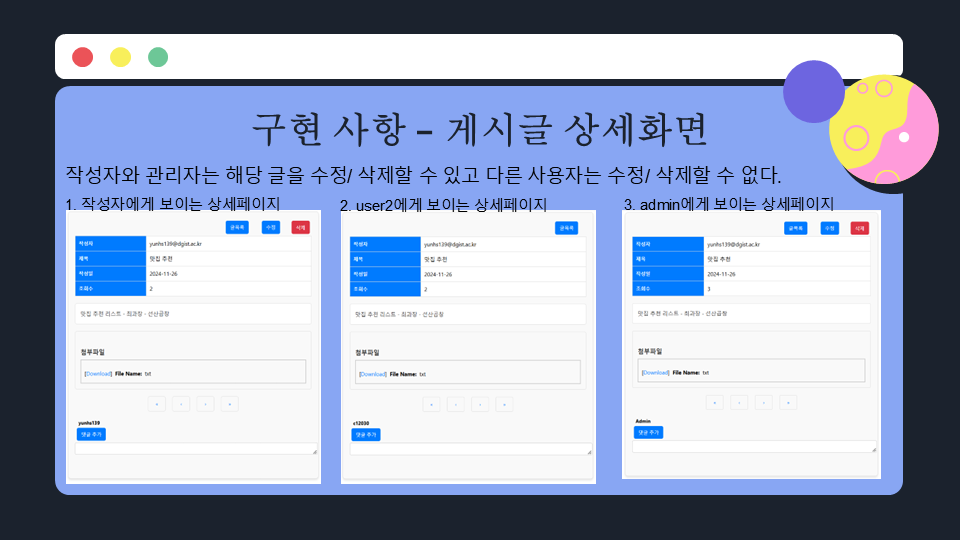 구현 사항 – 게시글 상세화면
작성자와 관리자는 해당 글을 수정/ 삭제할 수 있고 다른 사용자는 수정/ 삭제할 수 없다.
1. 작성자에게 보이는 상세페이지
글목록 수정 삭제
작성자 yunhs139@dgist.ac.kr
제목 맛집 추천
작성일 2024-11-26
조회수 2
맛집 추천 리스트 - 최과장 - 선산곱창
첨부파일
[Download] File Name: txt
« ‹ › »
yunhs139
댓글 추가
2. user2에게 보이는 상세페이지
글목록
작성자 yunhs139@dgist.ac.kr
제목 맛집 추천
작성일 2024-11-26
조회수 2
맛집 추천 리스트 - 최과장 - 선산곱창
첨부파일
[Download] File Name: txt
« ‹ › »
c12030
댓글 추가
3. admin에게 보이는 상세페이지
글목록 수정 삭제
작성자 yunhs139@dgist.ac.kr
제목 맛집 추천
작성일 2024-11-26
조회수 3
맛집 추천 리스트 - 최과장 - 선산곱창
첨부파일
[Download] File Name: txt
« ‹ › »
Admin
댓글 추가